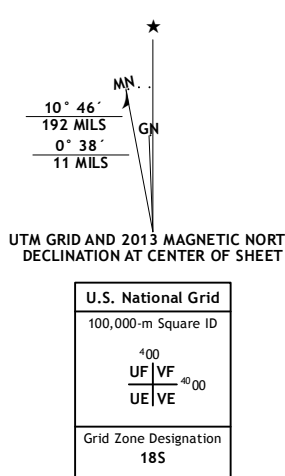 ★
MN
10° 46´
192 MILS
GN
0° 38´
11 MILS
UTM GRID AND 2013 MAGNETIC NORT
DECLINATION AT CENTER OF SHEET
U.S. National Grid
100,000-m Square ID
⁴00
UF VF
⁴⁰00
UE VE
Grid Zone Designation
18S